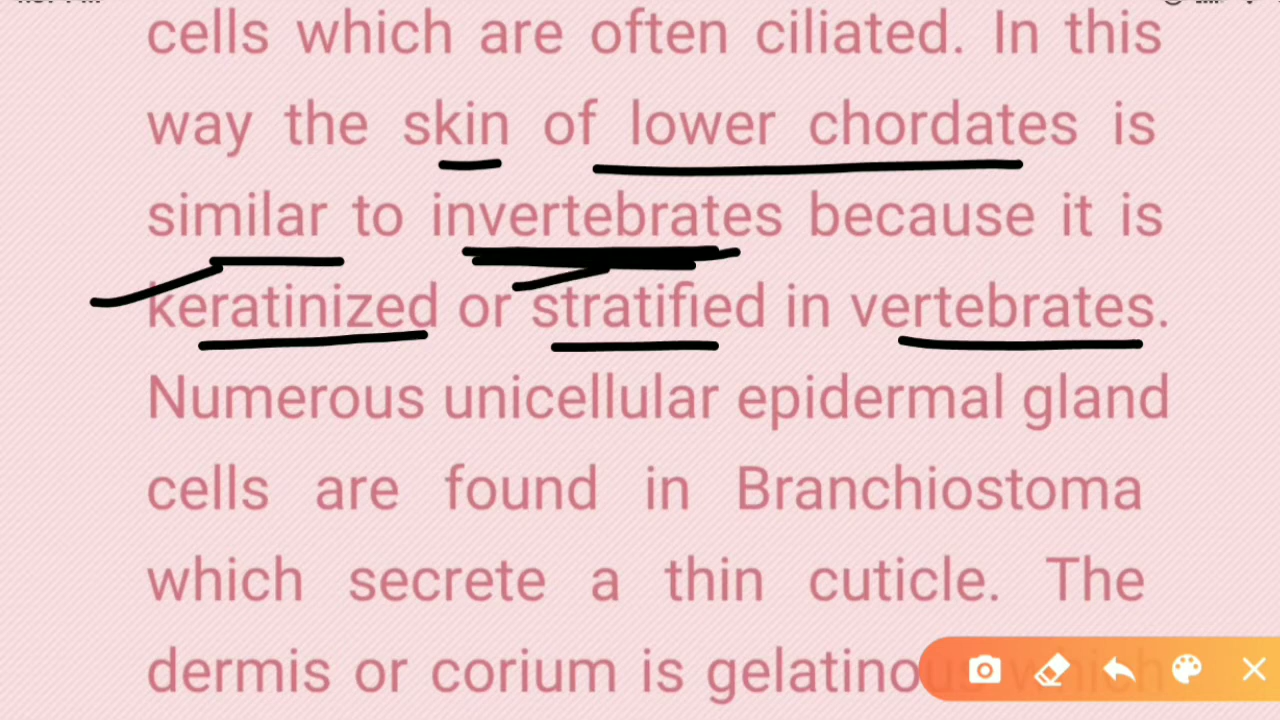 cells which are often ciliated. In this
way the skin of lower chordates is
similar to invertebrates because it is
keratinized or stratified in vertebrates.
Numerous unicellular epidermal gland
cells are found in Branchiostoma
which secrete a thin cuticle. The
dermis or corium is gelatinous which